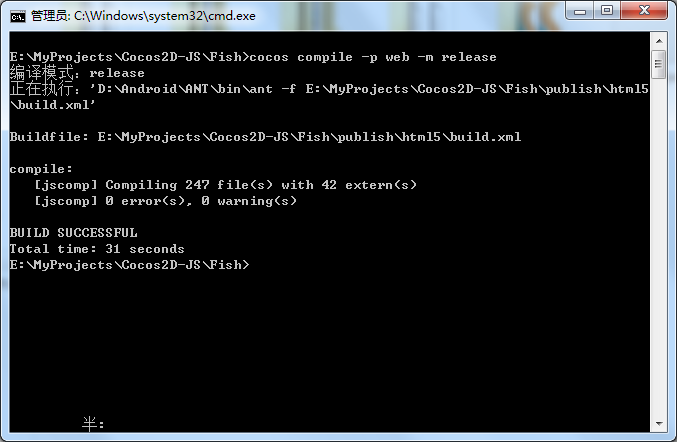 管理员: C:\Windows\system32\cmd.exe
E:\MyProjects\Cocos2D-JS\Fish>cocos compile -p web -m release
编译模式：release
正在执行：'D:\Android\ANT\bin\ant -f E:\MyProjects\Cocos2D-JS\Fish\publish\html5
\build.xml'
Buildfile: E:\MyProjects\Cocos2D-JS\Fish\publish\html5\build.xml
compile:
[jscomp] Compiling 247 file(s) with 42 extern(s)
[jscomp] 0 error(s), 0 warning(s)
BUILD SUCCESSFUL
Total time: 31 seconds
E:\MyProjects\Cocos2D-JS\Fish>
半: